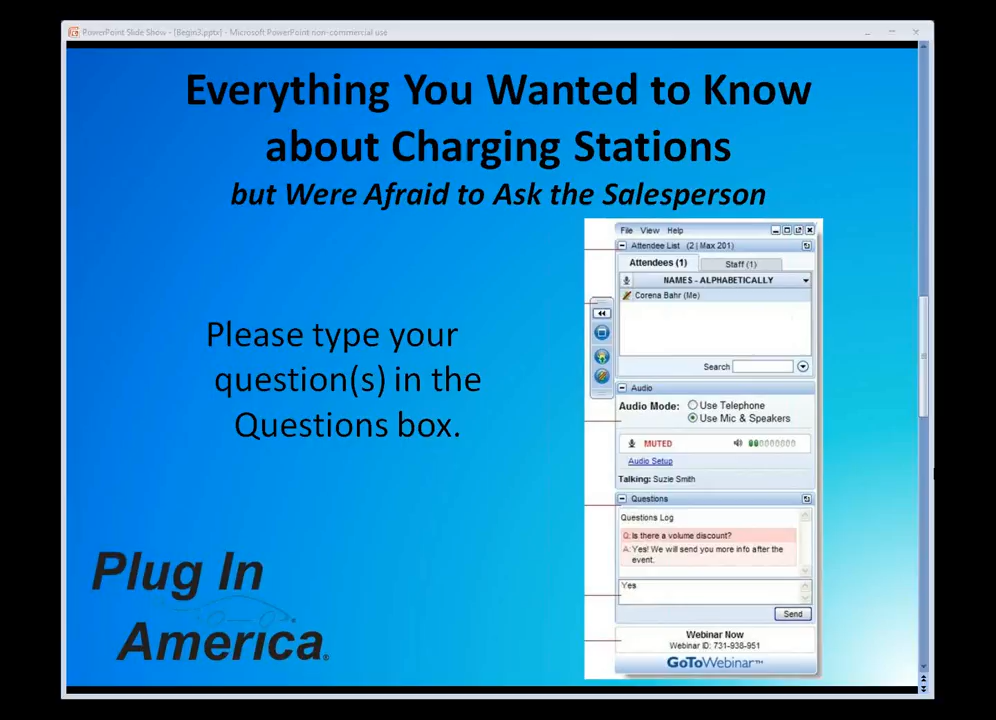 PowerPoint Slide Show - [Begin3.pptx] - Microsoft PowerPoint non-commercial use
Everything You Wanted to Know
about Charging Stations
but Were Afraid to Ask the Salesperson
Please type your
question(s) in the
Questions box.
Plug In
America®
File View Help
Attendee List (2 | Max 201)
Attendees (1) Staff (1)
NAMES - ALPHABETICALLY
Corena Bahr (Me)
Search
Audio
Audio Mode: Use Telephone
Use Mic & Speakers
MUTED
Audio Setup
Talking: Suzie Smith
Questions
Questions Log
Q: Is there a volume discount?
A: Yes! We will send you more info after the
event.
Yes
Send
Webinar Now
Webinar ID: 731-938-951
GoToWebinar™